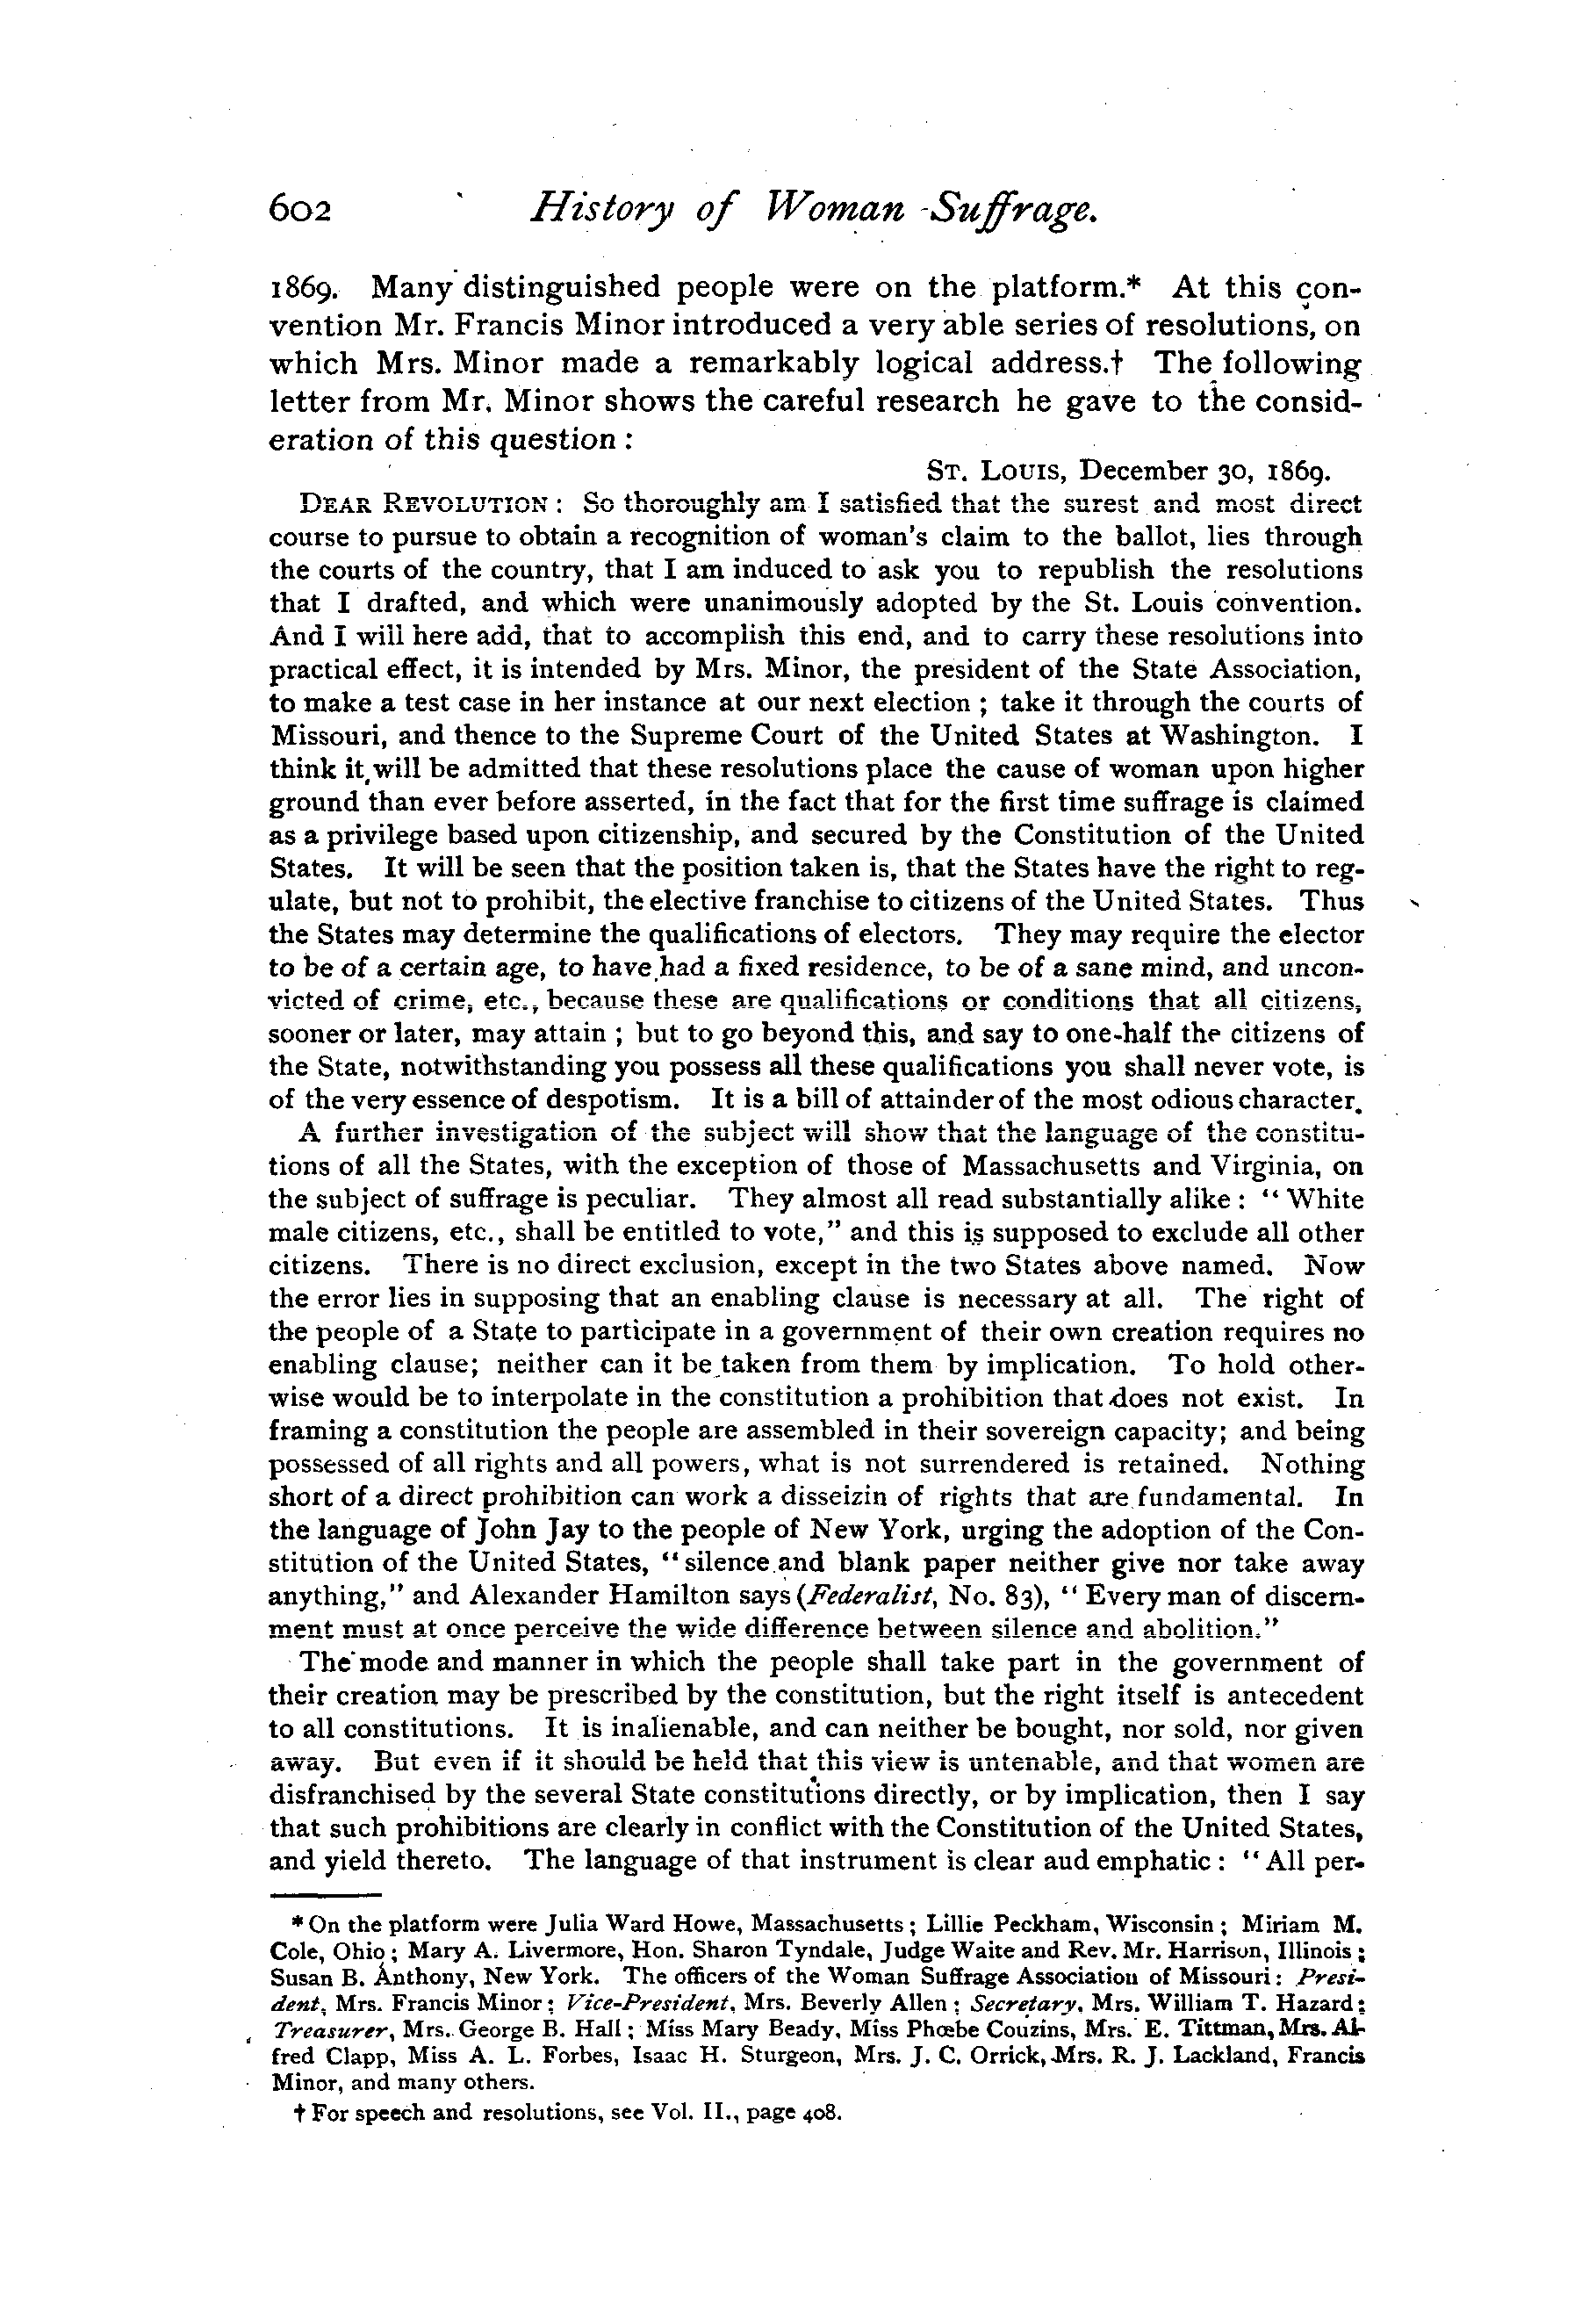 602 History of Woman Suffrage.
1869. Many distinguished people were on the platform.* At this con-
vention Mr. Francis Minor introduced a very able series of resolutions, on
which Mrs. Minor made a remarkably logical address.† The following
letter from Mr. Minor shows the careful research he gave to the consid-
eration of this question :
ST. LOUIS, December 30, 1869.
DEAR REVOLUTION : So thoroughly am I satisfied that the surest and most direct
course to pursue to obtain a recognition of woman's claim to the ballot, lies through
the courts of the country, that I am induced to ask you to republish the resolutions
that I drafted, and which were unanimously adopted by the St. Louis convention.
And I will here add, that to accomplish this end, and to carry these resolutions into
practical effect, it is intended by Mrs. Minor, the president of the State Association,
to make a test case in her instance at our next election ; take it through the courts of
Missouri, and thence to the Supreme Court of the United States at Washington. I
think it will be admitted that these resolutions place the cause of woman upon higher
ground than ever before asserted, in the fact that for the first time suffrage is claimed
as a privilege based upon citizenship, and secured by the Constitution of the United
States. It will be seen that the position taken is, that the States have the right to reg-
ulate, but not to prohibit, the elective franchise to citizens of the United States. Thus
the States may determine the qualifications of electors. They may require the elector
to be of a certain age, to have had a fixed residence, to be of a sane mind, and uncon-
victed of crime, etc., because these are qualifications or conditions that all citizens,
sooner or later, may attain ; but to go beyond this, and say to one-half the citizens of
the State, notwithstanding you possess all these qualifications you shall never vote, is
of the very essence of despotism. It is a bill of attainder of the most odious character.
A further investigation of the subject will show that the language of the constitu-
tions of all the States, with the exception of those of Massachusetts and Virginia, on
the subject of suffrage is peculiar. They almost all read substantially alike : " White
male citizens, etc., shall be entitled to vote," and this is supposed to exclude all other
citizens. There is no direct exclusion, except in the two States above named. Now
the error lies in supposing that an enabling clause is necessary at all. The right of
the people of a State to participate in a government of their own creation requires no
enabling clause; neither can it be taken from them by implication. To hold other-
wise would be to interpolate in the constitution a prohibition that does not exist. In
framing a constitution the people are assembled in their sovereign capacity; and being
possessed of all rights and all powers, what is not surrendered is retained. Nothing
short of a direct prohibition can work a disseizin of rights that are fundamental. In
the language of John Jay to the people of New York, urging the adoption of the Con-
stitution of the United States, "silence and blank paper neither give nor take away
anything," and Alexander Hamilton says (Federalist, No. 83), " Every man of discern-
ment must at once perceive the wide difference between silence and abolition."
The mode and manner in which the people shall take part in the government of
their creation may be prescribed by the constitution, but the right itself is antecedent
to all constitutions. It is inalienable, and can neither be bought, nor sold, nor given
away. But even if it should be held that this view is untenable, and that women are
disfranchised by the several State constitutions directly, or by implication, then I say
that such prohibitions are clearly in conflict with the Constitution of the United States,
and yield thereto. The language of that instrument is clear aud emphatic : "All per-
* On the platform were Julia Ward Howe, Massachusetts ; Lillie Peckham, Wisconsin ; Miriam M.
Cole, Ohio ; Mary A. Livermore, Hon. Sharon Tyndale, Judge Waite and Rev. Mr. Harrison, Illinois ;
Susan B. Anthony, New York. The officers of the Woman Suffrage Association of Missouri : Presi-
dent, Mrs. Francis Minor ; Vice-President, Mrs. Beverly Allen ; Secretary, Mrs. William T. Hazard ;
Treasurer, Mrs. George B. Hall ; Miss Mary Beady, Miss Phœbe Couzins, Mrs. E. Tittman, Mrs. Al-
fred Clapp, Miss A. L. Forbes, Isaac H. Sturgeon, Mrs. J. C. Orrick, Mrs. R. J. Lackland, Francis
Minor, and many others.
† For speech and resolutions, see Vol. II., page 408.